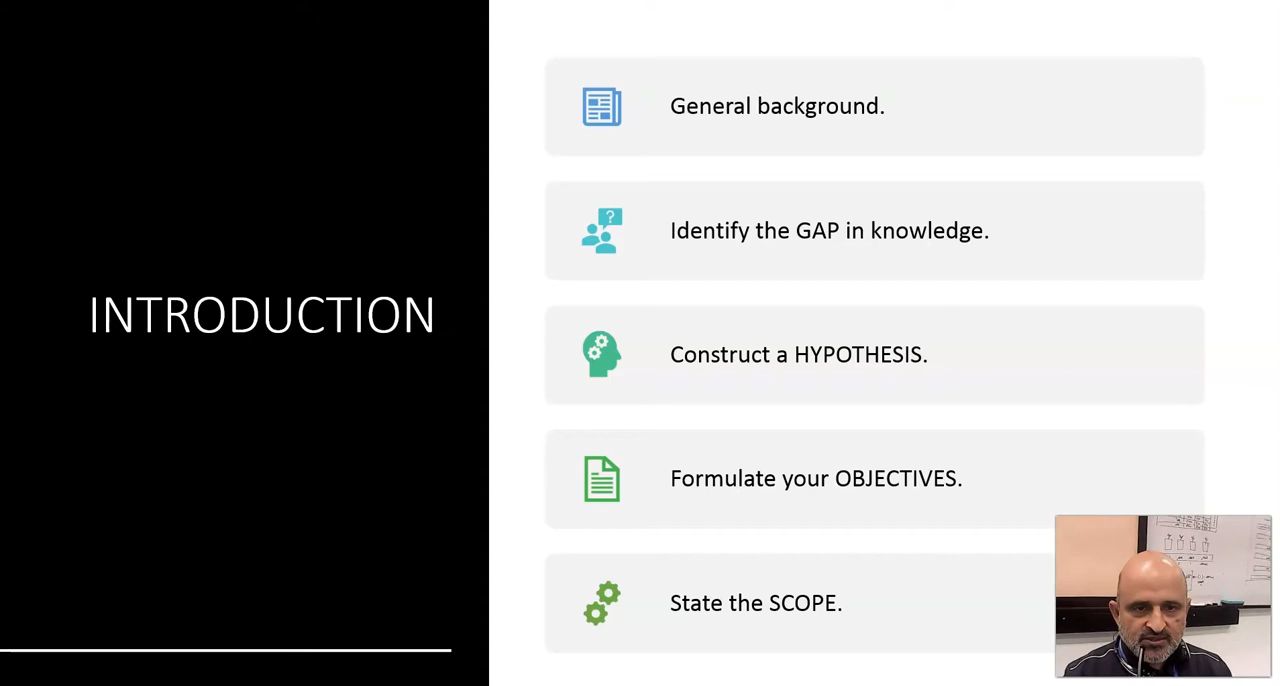 INTRODUCTION
General background.
Identify the GAP in knowledge.
Construct a HYPOTHESIS.
Formulate your OBJECTIVES.
State the SCOPE.